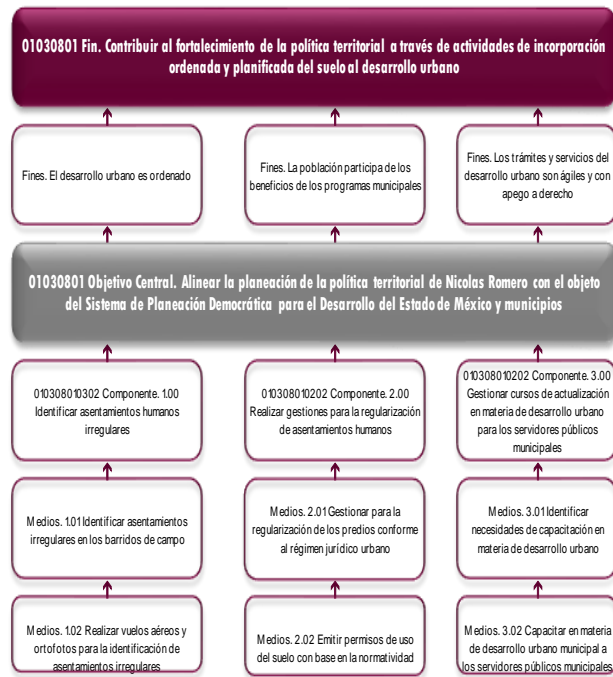 01030801 Fin. Contribuir al fortalecimiento de la política territorial a través de actividades de incorporación
ordenada y planificada del suelo al desarrollo urbano
Fines. El desarrollo urbano es ordenado
Fines. La población participa de los
beneficios de los programas municipales
Fines. Los trámites y servicios del
desarrollo urbano son ágiles y con
apego a derecho
01030801 Objetivo Central. Alinear la planeación de la política territorial de Nicolas Romero con el objeto
del Sistema de Planeación Democrática para el Desarrollo del Estado de México y municipios
010308010302 Componente. 1.00
Identificar asentamientos humanos
irregulares
010308010202 Componente. 2.00
Realizar gestiones para la regularización
de asentamientos humanos
010308010202 Componente. 3.00
Gestionar cursos de actualización
en materia de desarrollo urbano
para los servidores públicos
municipales
Medios. 1.01 Identificar asentamientos
irregulares en los barridos de campo
Medios. 2.01 Gestionar para la
regularización de los predios conforme
al régimen jurídico urbano
Medios. 3.01 Identificar
necesidades de capacitación en
materia de desarrollo urbano
Medios. 1.02 Realizar vuelos aéreos y
ortofotos para la identificación de
asentamientos irregulares
Medios. 2.02 Emitir permisos de uso
del suelo con base en la normatividad
Medios. 3.02 Capacitar en materia
de desarrollo urbano municipal a
los servidores públicos municipales